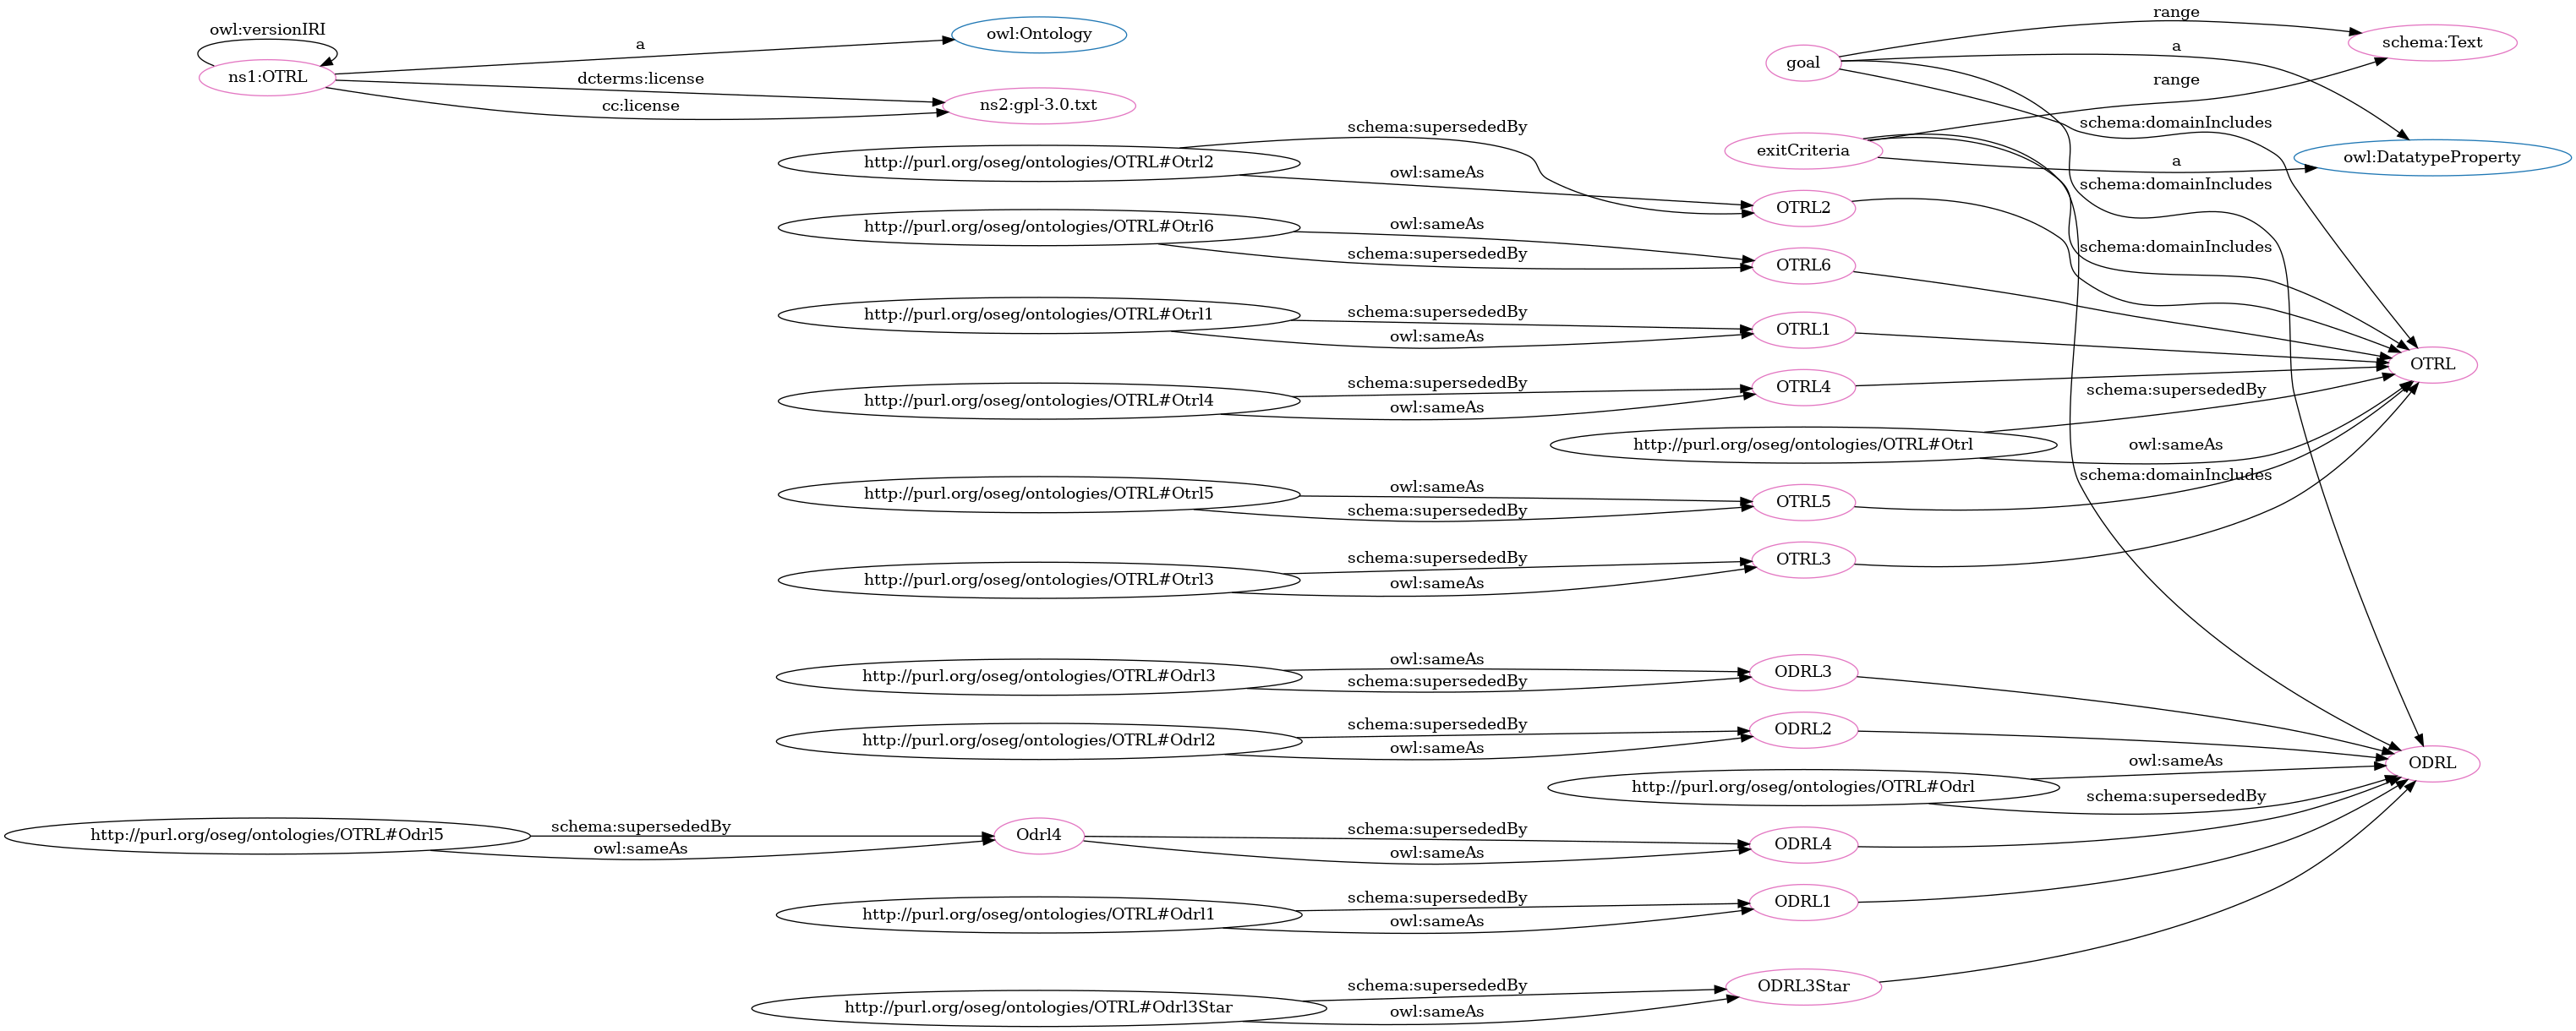 owl:versionIRI
ns1:OTRL
a
owl:Ontology
dcterms:license
cc:license
ns2:gpl-3.0.txt
goal
range
schema:Text
a
range
exitCriteria
schema:domainIncludes
a
owl:DatatypeProperty
schema:domainIncludes
schema:domainIncludes
schema:domainIncludes
http://purl.org/oseg/ontologies/OTRL#Otrl2
schema:supersededBy
owl:sameAs
OTRL2
http://purl.org/oseg/ontologies/OTRL#Otrl6
owl:sameAs
schema:supersededBy
OTRL6
http://purl.org/oseg/ontologies/OTRL#Otrl1
schema:supersededBy
owl:sameAs
OTRL1
http://purl.org/oseg/ontologies/OTRL#Otrl4
schema:supersededBy
owl:sameAs
OTRL4
OTRL
http://purl.org/oseg/ontologies/OTRL#Otrl
schema:supersededBy
owl:sameAs
http://purl.org/oseg/ontologies/OTRL#Otrl5
owl:sameAs
schema:supersededBy
OTRL5
http://purl.org/oseg/ontologies/OTRL#Otrl3
schema:supersededBy
owl:sameAs
OTRL3
http://purl.org/oseg/ontologies/OTRL#Odrl3
owl:sameAs
schema:supersededBy
ODRL3
http://purl.org/oseg/ontologies/OTRL#Odrl2
schema:supersededBy
owl:sameAs
ODRL2
ODRL
http://purl.org/oseg/ontologies/OTRL#Odrl
owl:sameAs
schema:supersededBy
http://purl.org/oseg/ontologies/OTRL#Odrl5
schema:supersededBy
owl:sameAs
Odrl4
schema:supersededBy
owl:sameAs
ODRL4
http://purl.org/oseg/ontologies/OTRL#Odrl1
schema:supersededBy
owl:sameAs
ODRL1
http://purl.org/oseg/ontologies/OTRL#Odrl3Star
schema:supersededBy
owl:sameAs
ODRL3Star